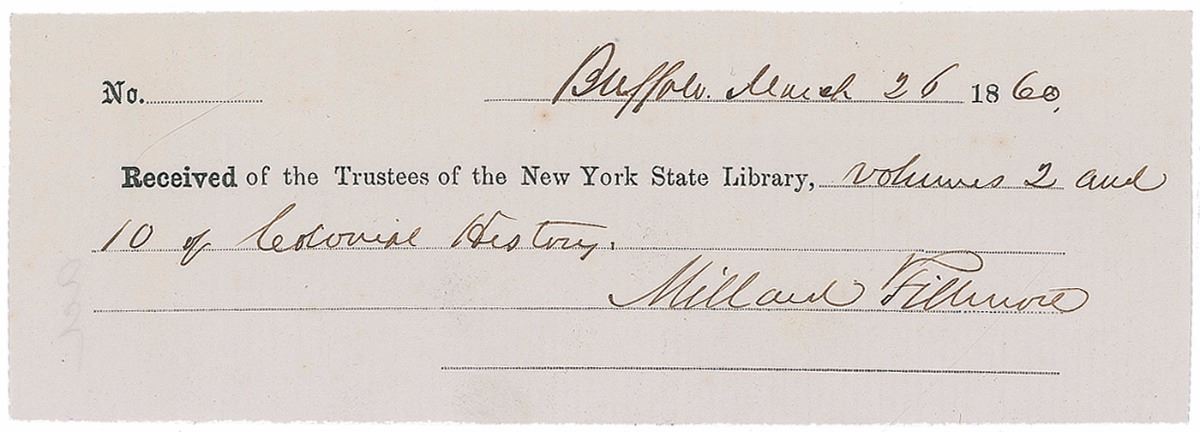 No. Buffalo. March 26 1860,
Received of the Trustees of the New York State Library, volumes 2 and
10 of Colonial History.
Millard Fillmore